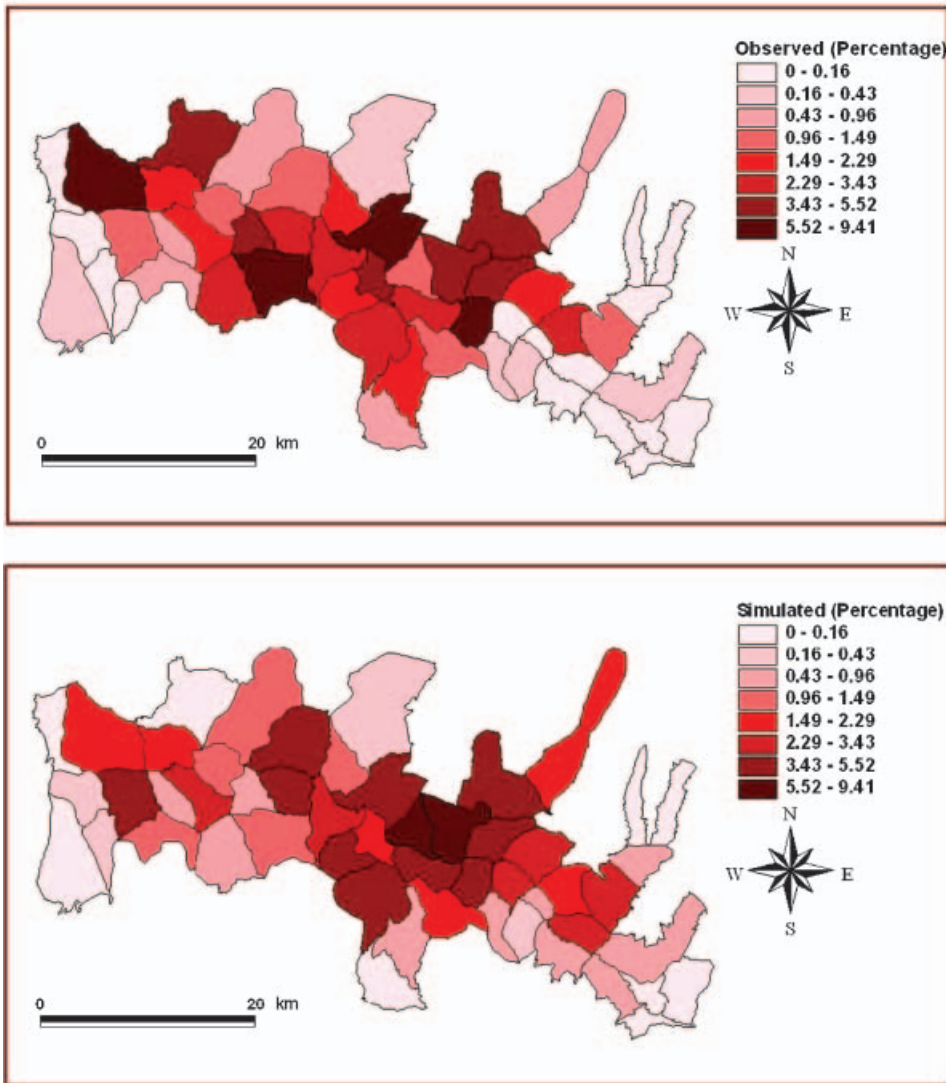 Observed (Percentage)
0 - 0.16
0.16 - 0.43
0.43 - 0.96
0.96 - 1.49
1.49 - 2.29
2.29 - 3.43
3.43 - 5.52
5.52 - 9.41
N
W E
S
0 20 km
Simulated (Percentage)
0 - 0.16
0.16 - 0.43
0.43 - 0.96
0.96 - 1.49
1.49 - 2.29
2.29 - 3.43
3.43 - 5.52
5.52 - 9.41
N
W E
S
0 20 km